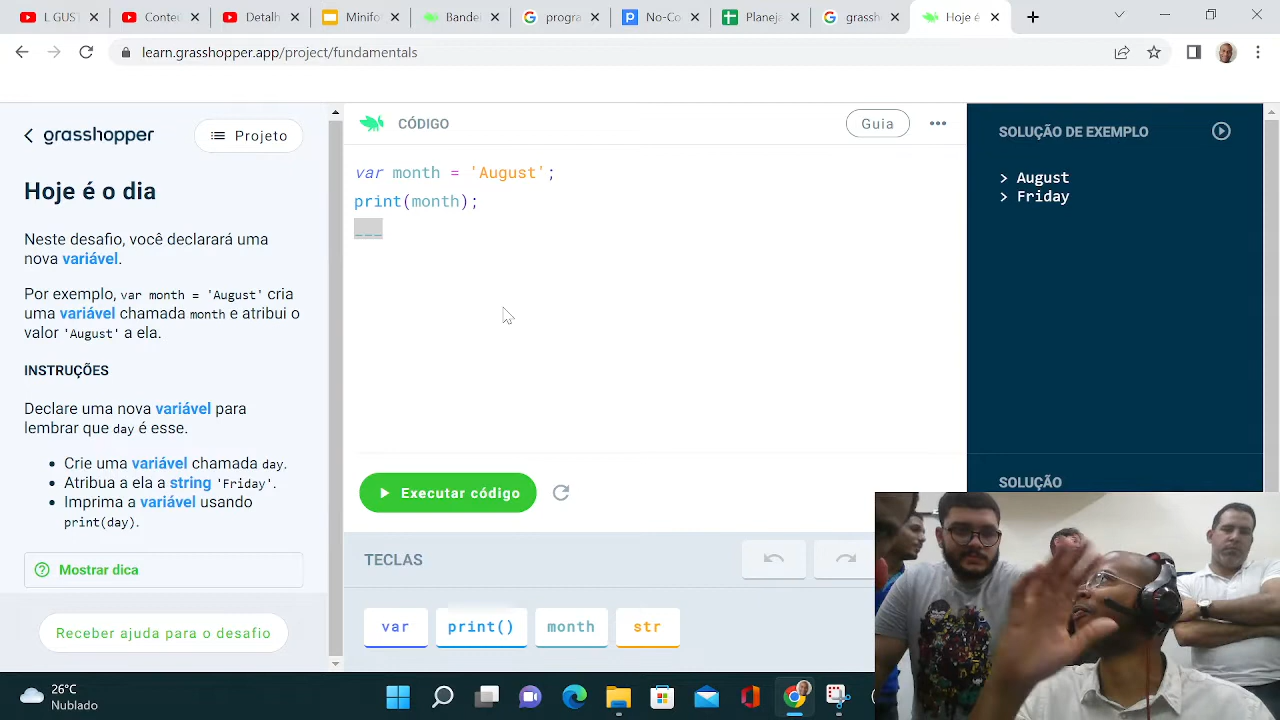 I. GUST
Conte
Detalh
Minifo
Bande
progra
No-Co
Planeja
grassh
Hoje é
learn.grasshopper.app/project/fundamentals
grasshopper
Projeto
Hoje é o dia
Neste desafio, você declarará uma
nova variável.
Por exemplo, var month = 'August' cria
uma variável chamada month e atribui o
valor 'August' a ela.
INSTRUÇÕES
Declare uma nova variável para
lembrar que day é esse.
Crie uma variável chamada day.
Atribua a ela a string 'Friday'.
Imprima a variável usando
print(day).
Mostrar dica
Receber ajuda para o desafio
CÓDIGO
Guia
var month = 'August';
print(month);
___
Executar código
TECLAS
var
print()
month
str
SOLUÇÃO DE EXEMPLO
> August
> Friday
SOLUÇÃO
26°C
Nublado